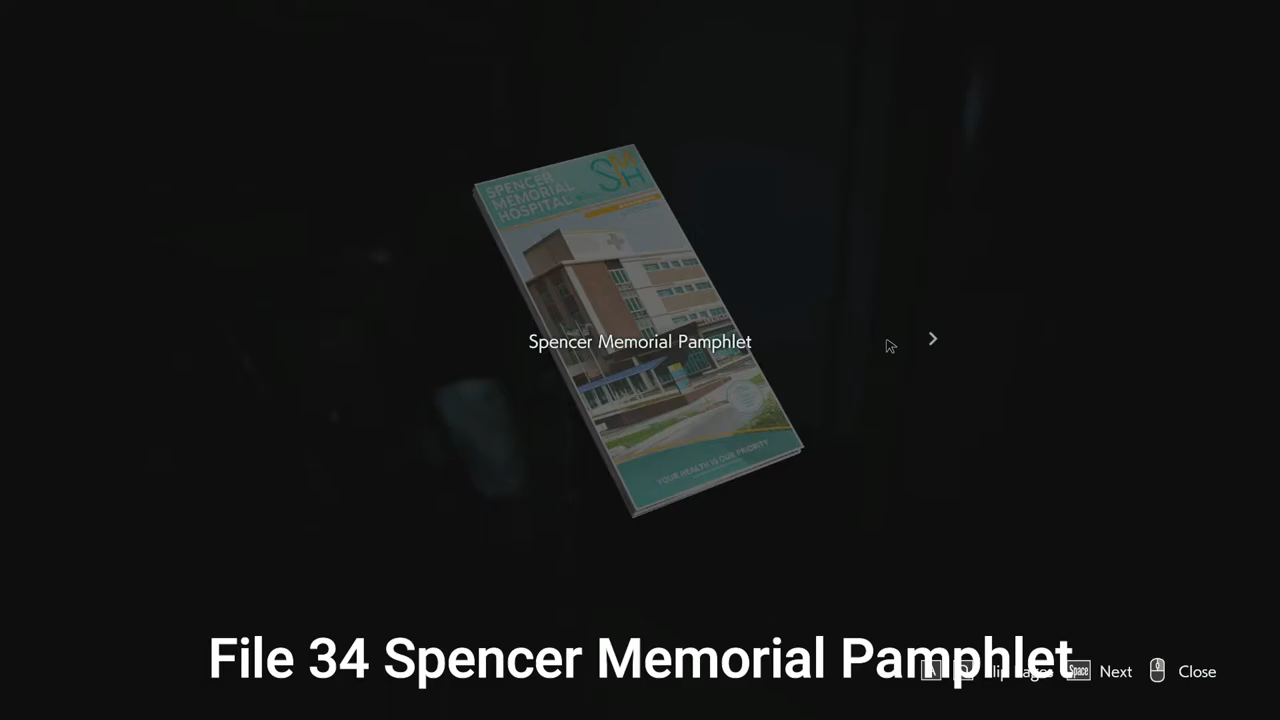 SPENCER
MEMORIAL
HOSPITAL
SMH
Spencer Memorial Pamphlet
YOUR HEALTH IS OUR PRIORITY
File 34 Spencer Memorial Pamphlet
Space Next Close